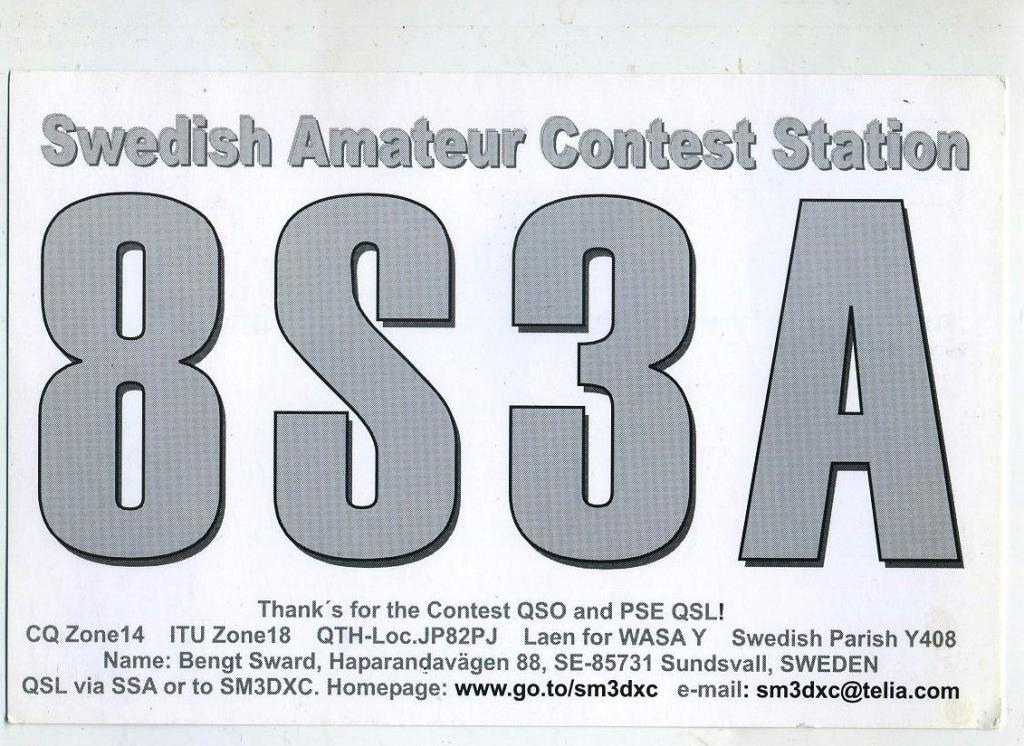 Swedish Amateur Contest Station
8S3A
Thank´s for the Contest QSO and PSE QSL!
CQ Zone14 ITU Zone18 QTH-Loc.JP82PJ Laen for WASA Y Swedish Parish Y408
Name: Bengt Sward, Haparandavägen 88, SE-85731 Sundsvall, SWEDEN
QSL via SSA or to SM3DXC. Homepage: www.go.to/sm3dxc e-mail: sm3dxc@telia.com